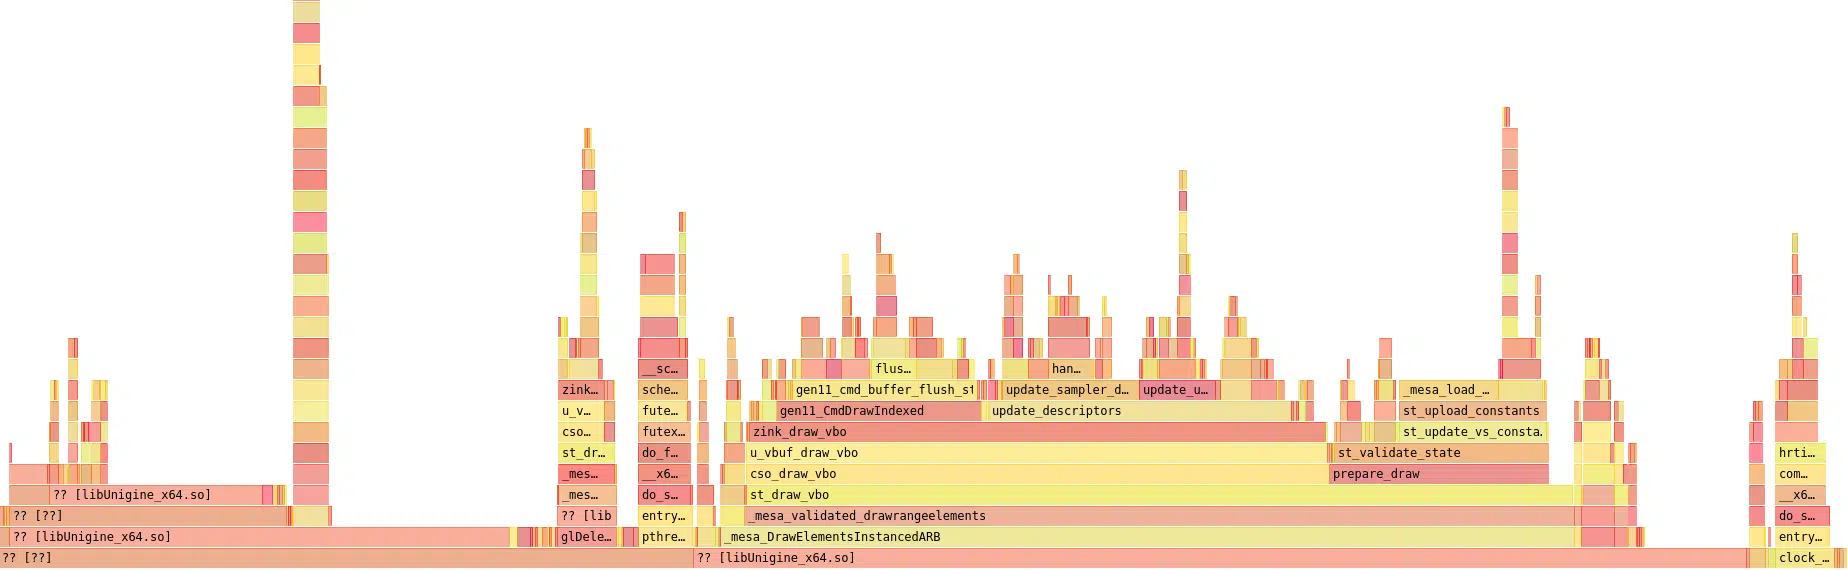 __sc…
flus…
han…
zink…
sche…
gen11_cmd_buffer_flush_st
update_sampler_d…
update_u…
_mesa_load_…
u_v…
fute…
gen11_CmdDrawIndexed
update_descriptors
st_upload_constants
cso…
futex…
zink_draw_vbo
st_update_vs_consta…
st_dr…
do_f…
u_vbuf_draw_vbo
st_validate_state
hrti…
_mes…
__x6…
cso_draw_vbo
prepare_draw
com…
?? [libUnigine_x64.so]
_mes…
do_s…
st_draw_vbo
__x6…
?? [??]
?? [lib
entry…
_mesa_validated_drawrangeelements
do_s…
?? [libUnigine_x64.so]
glDele…
pthre…
_mesa_DrawElementsInstancedARB
entry…
?? [??]
?? [libUnigine_x64.so]
clock_…